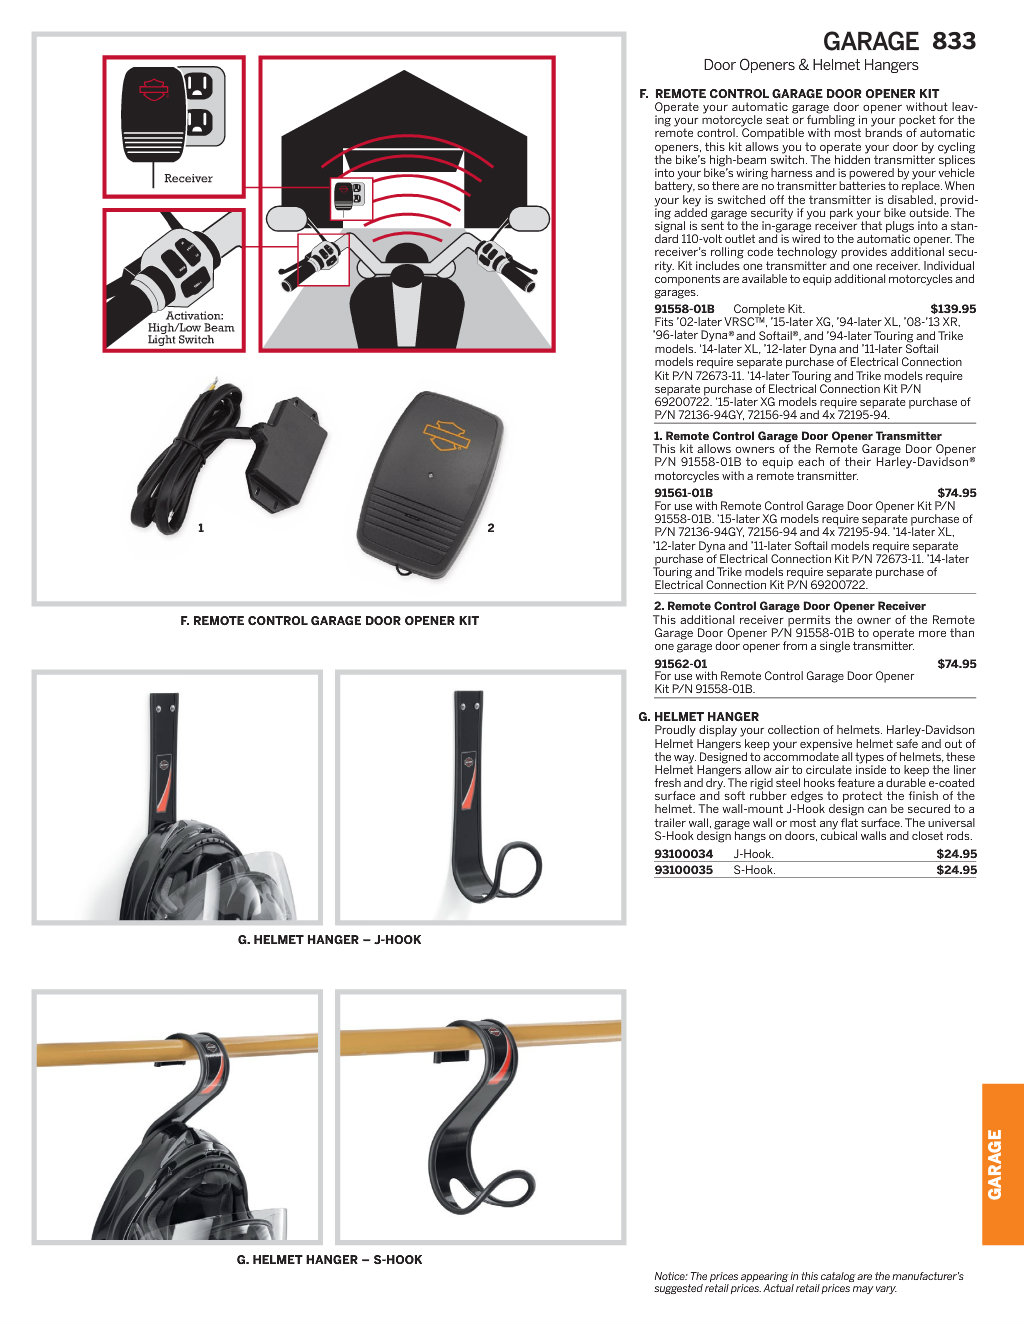 GARAGE 833
Door Openers & Helmet Hangers
Receiver
Activation:
High/Low Beam
Light Switch
1
2
F. REMOTE CONTROL GARAGE DOOR OPENER KIT
G. HELMET HANGER – J-HOOK
G. HELMET HANGER – S-HOOK
F. REMOTE CONTROL GARAGE DOOR OPENER KIT
Operate your automatic garage door opener without leav-
ing your motorcycle seat or fumbling in your pocket for the
remote control. Compatible with most brands of automatic
openers, this kit allows you to operate your door by cycling
the bike's high-beam switch. The hidden transmitter splices
into your bike's wiring harness and is powered by your vehicle
battery, so there are no transmitter batteries to replace. When
your key is switched off the transmitter is disabled, provid-
ing added garage security if you park your bike outside. The
signal is sent to the in-garage receiver that plugs into a stan-
dard 110-volt outlet and is wired to the automatic opener. The
receiver's rolling code technology provides additional secu-
rity. Kit includes one transmitter and one receiver. Individual
components are available to equip additional motorcycles and
garages.
91558-01B Complete Kit. $139.95
Fits '02-later VRSC™, '15-later XG, '94-later XL, '08-'13 XR,
'96-later Dyna® and Softail®, and '94-later Touring and Trike
models. '14-later XL, '12-later Dyna and '11-later Softail
models require separate purchase of Electrical Connection
Kit P/N 72673-11. '14-later Touring and Trike models require
separate purchase of Electrical Connection Kit P/N
69200722. '15-later XG models require separate purchase of
P/N 72136-94GY, 72156-94 and 4x 72195-94.
1. Remote Control Garage Door Opener Transmitter
This kit allows owners of the Remote Garage Door Opener
P/N 91558-01B to equip each of their Harley-Davidson®
motorcycles with a remote transmitter.
91561-01B $74.95
For use with Remote Control Garage Door Opener Kit P/N
91558-01B. '15-later XG models require separate purchase of
P/N 72136-94GY, 72156-94 and 4x 72195-94. '14-later XL,
'12-later Dyna and '11-later Softail models require separate
purchase of Electrical Connection Kit P/N 72673-11. '14-later
Touring and Trike models require separate purchase of
Electrical Connection Kit P/N 69200722.
2. Remote Control Garage Door Opener Receiver
This additional receiver permits the owner of the Remote
Garage Door Opener P/N 91558-01B to operate more than
one garage door opener from a single transmitter.
91562-01 $74.95
For use with Remote Control Garage Door Opener
Kit P/N 91558-01B.
G. HELMET HANGER
Proudly display your collection of helmets. Harley-Davidson
Helmet Hangers keep your expensive helmet safe and out of
the way. Designed to accommodate all types of helmets, these
Helmet Hangers allow air to circulate inside to keep the liner
fresh and dry. The rigid steel hooks feature a durable e-coated
surface and soft rubber edges to protect the finish of the
helmet. The wall-mount J-Hook design can be secured to a
trailer wall, garage wall or most any flat surface. The universal
S-Hook design hangs on doors, cubical walls and closet rods.
93100034 J-Hook. $24.95
93100035 S-Hook. $24.95
GARAGE
Notice: The prices appearing in this catalog are the manufacturer's
suggested retail prices. Actual retail prices may vary.